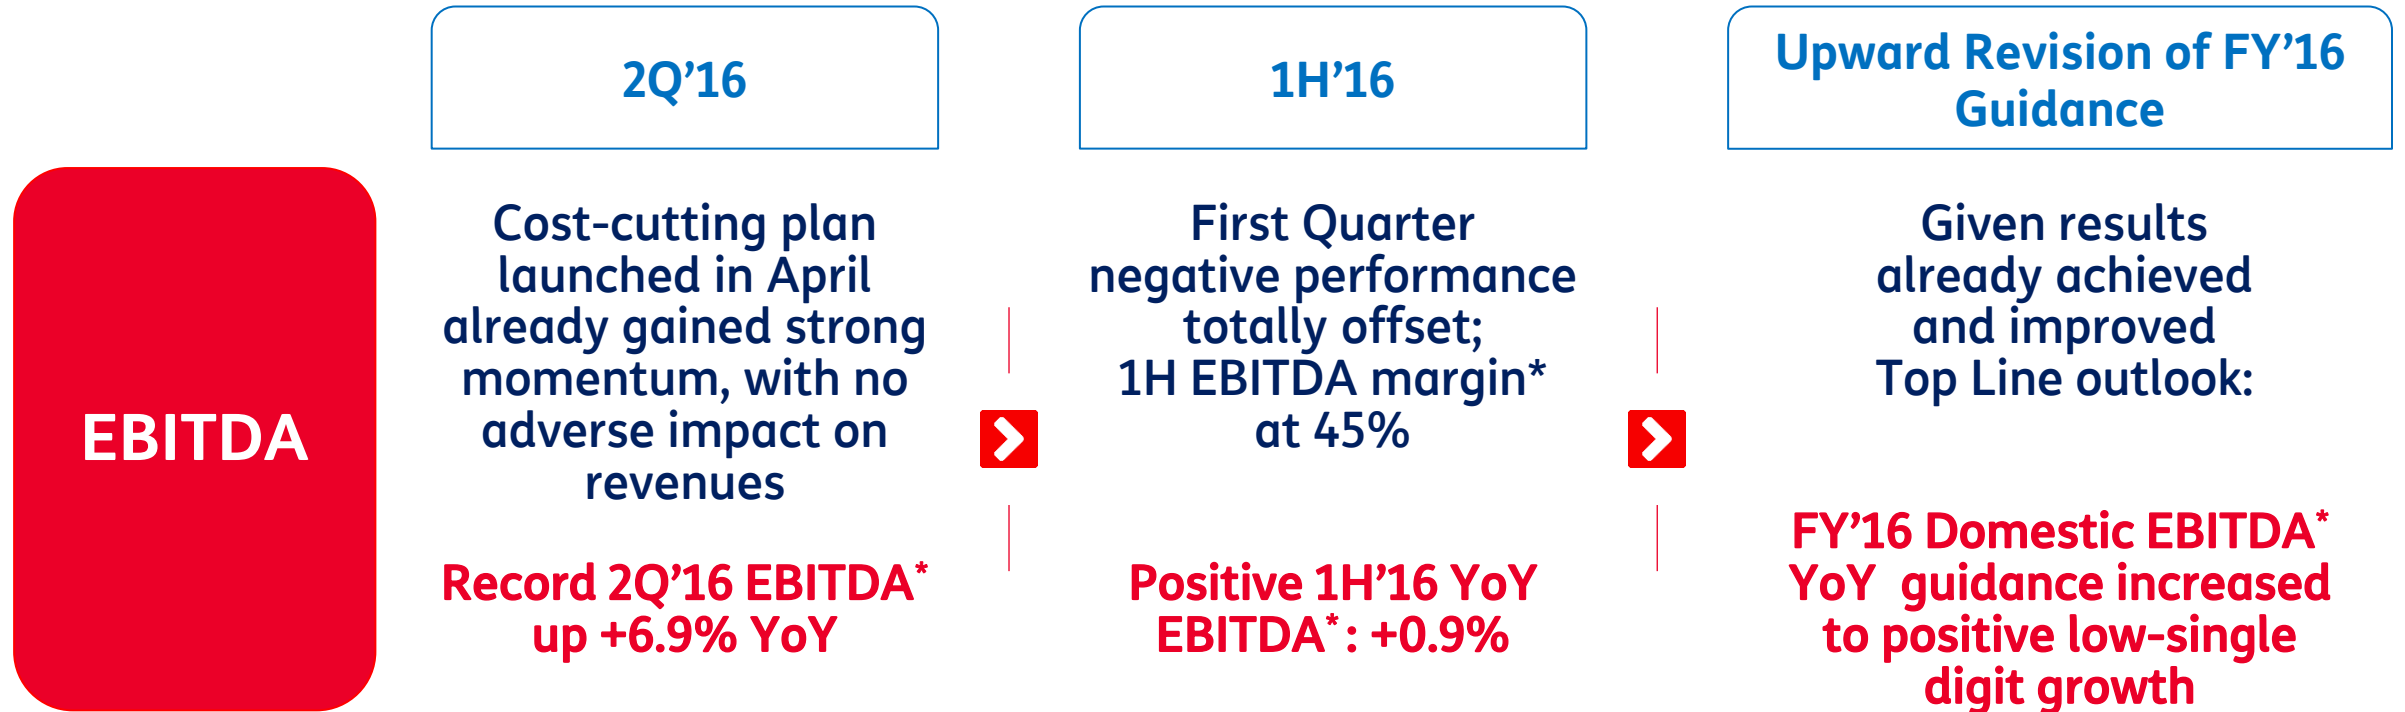 2Q’16
1H’16
Upward Revision of FY’16
Guidance
EBITDA
Cost-cutting plan
launched in April
already gained strong
momentum, with no
adverse impact on
revenues
Record 2Q’16 EBITDA*
up +6.9% YoY
First Quarter
negative performance
totally offset;
1H EBITDA margin*
at 45%
Positive 1H’16 YoY
EBITDA* : +0.9%
Given results
already achieved
and improved
Top Line outlook:
FY’16 Domestic EBITDA*
YoY guidance increased
to positive low-single
digit growth